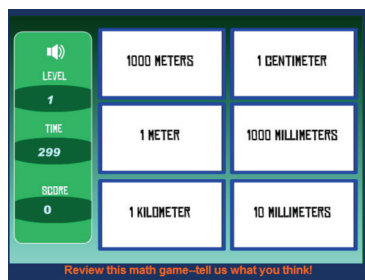 LEVEL
1
TIME
299
SCORE
0
1000 METERS
1 CENTIMETER
1 METER
1000 MILLIMETERS
1 KILOMETER
10 MILLIMETERS
Review this math game--tell us what you think!